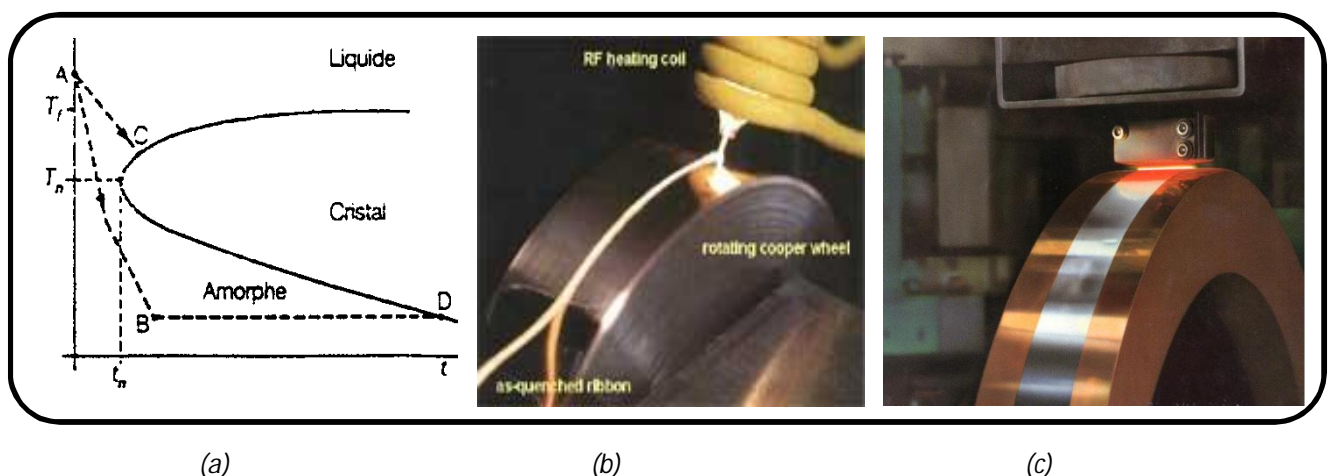 A
T_f
T_n
C
Liquide
Cristal
Amorphe
B
D
t_n
t
RF heating coil
rotating cooper wheel
as-quenched ribbon
(a)
(b)
(c)